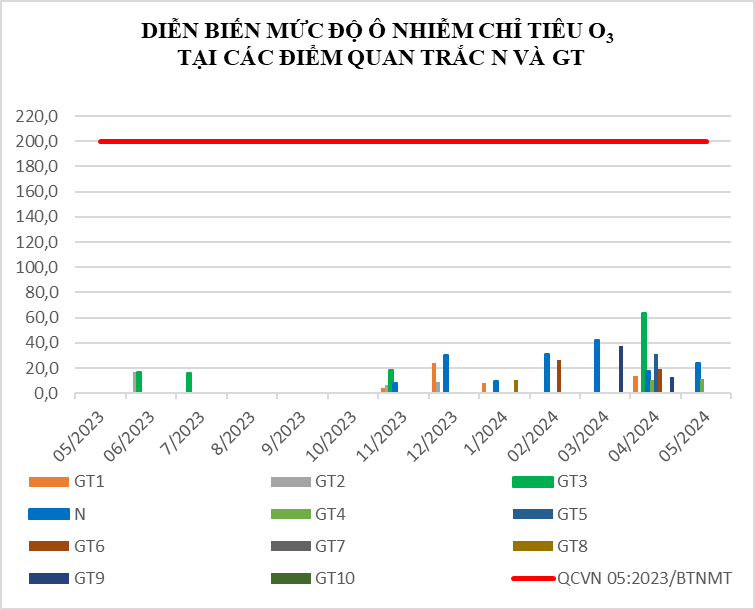 DIỄN BIẾN MỨC ĐỘ Ô NHIỄM CHỈ TIÊU O₃
TẠI CÁC ĐIỂM QUAN TRẮC N VÀ GT
220,0
200,0
180,0
160,0
140,0
120,0
100,0
80,0
60,0
40,0
20,0
0,0
05/2023 06/2023 7/2023 8/2023 9/2023 10/2023 11/2023 12/2023 1/2024 02/2024 03/2024 04/2024 05/2024
GT1 GT2 GT3
N GT4 GT5
GT6 GT7 GT8
GT9 GT10 QCVN 05:2023/BTNMT